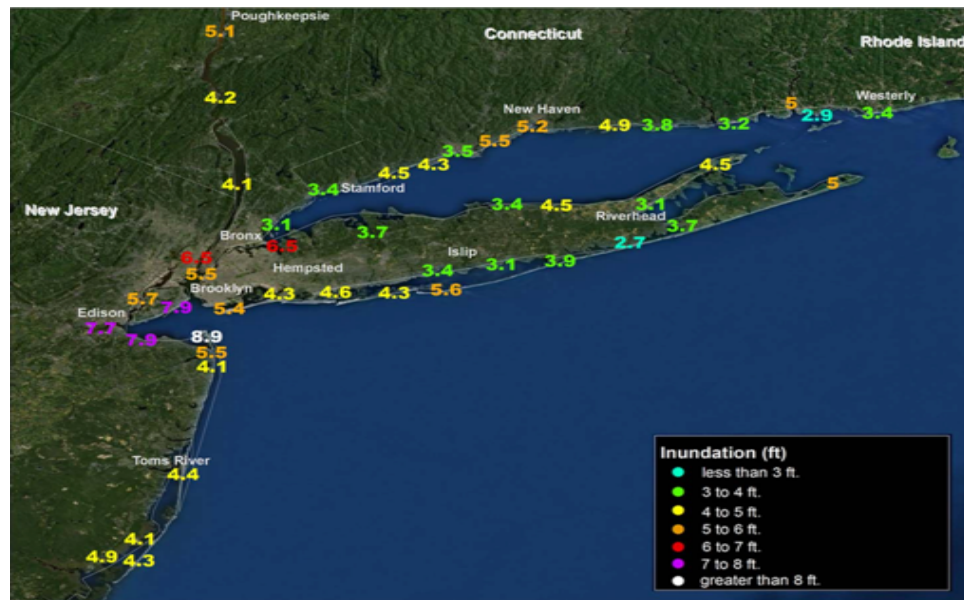 Poughkeepsie
5.1
Connecticut
Rhode Island
4.2
New Haven
5
Westerly
2.9
3.4
5.2
4.9
3.8
3.2
5.5
3.5
4.3
4.5
4.5
3.4
Stamford
4.1
5
New Jersey
3.4
4.5
3.1
Riverhead
3.1
3.7
3.7
Bronx
6.5
2.7
6.5
Islip
3.9
5.5
Hempsted
3.4
3.1
Brooklyn
4.3
4.6
4.3
5.6
5.7
7.9
5.4
Edison
7.7
7.9
8.9
5.5
4.1
Toms River
4.4
4.1
4.9
4.3
Inundation (ft)
less than 3 ft.
3 to 4 ft.
4 to 5 ft.
5 to 6 ft.
6 to 7 ft.
7 to 8 ft.
greater than 8 ft.